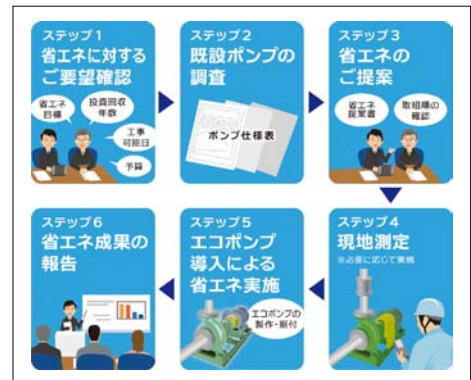 ステップ1
省エネに対する
ご要望確認
省エネ
目標
投資回収
年数
工事
可能日
予算
ステップ2
既設ポンプの
調査
ポンプ仕様表
ステップ3
省エネの
ご提案
省エネ
提案書
取組順の
確認
ステップ4
現地測定
※必要に応じて実施
ステップ5
エコポンプ
導入による
省エネ実施
エコポンプの
製作・据付
ステップ6
省エネ成果の
報告